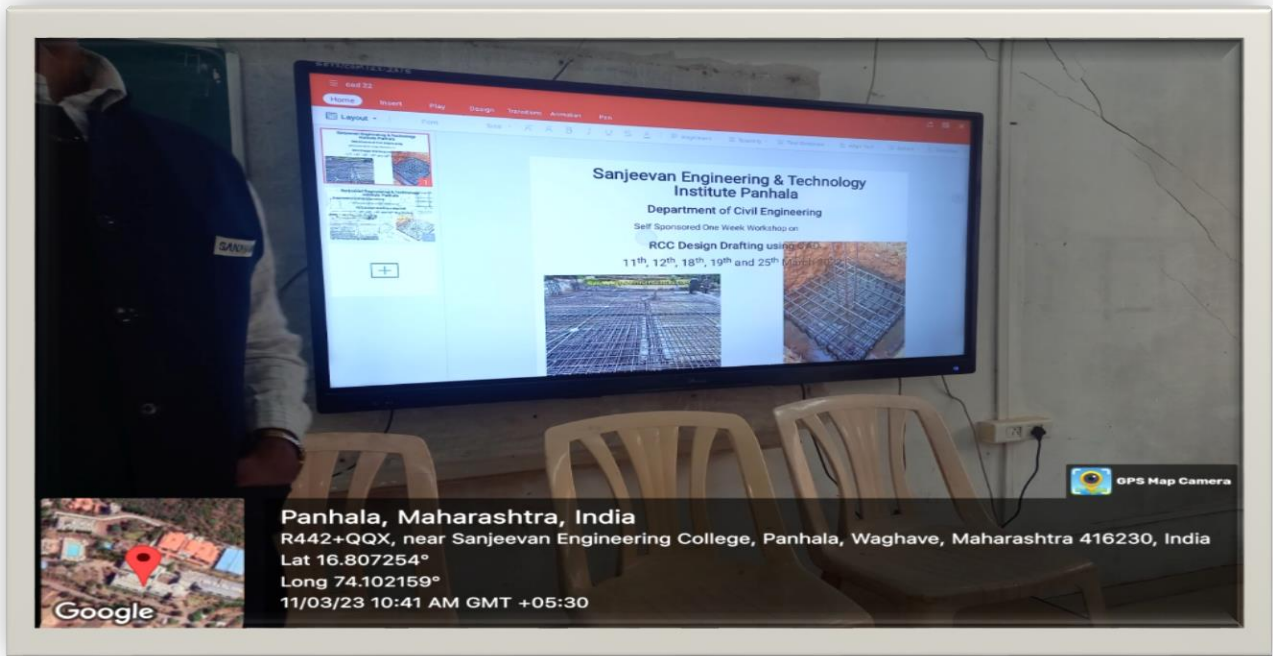 Home Insert Play Design Transitions Animation Pen
Layout
Sanjeevan Engineering & Technology
Institute Panhala
Department of Civil Engineering
Self Sponsored One Week Workshop on
RCC Design Drafting using CAD
11th, 12th, 18th, 19th and 25th March
GPS Map Camera
Panhala, Maharashtra, India
R442+QQX, near Sanjeevan Engineering College, Panhala, Waghave, Maharashtra 416230, India
Lat 16.807254°
Long 74.102159°
11/03/23 10:41 AM GMT +05:30
Google